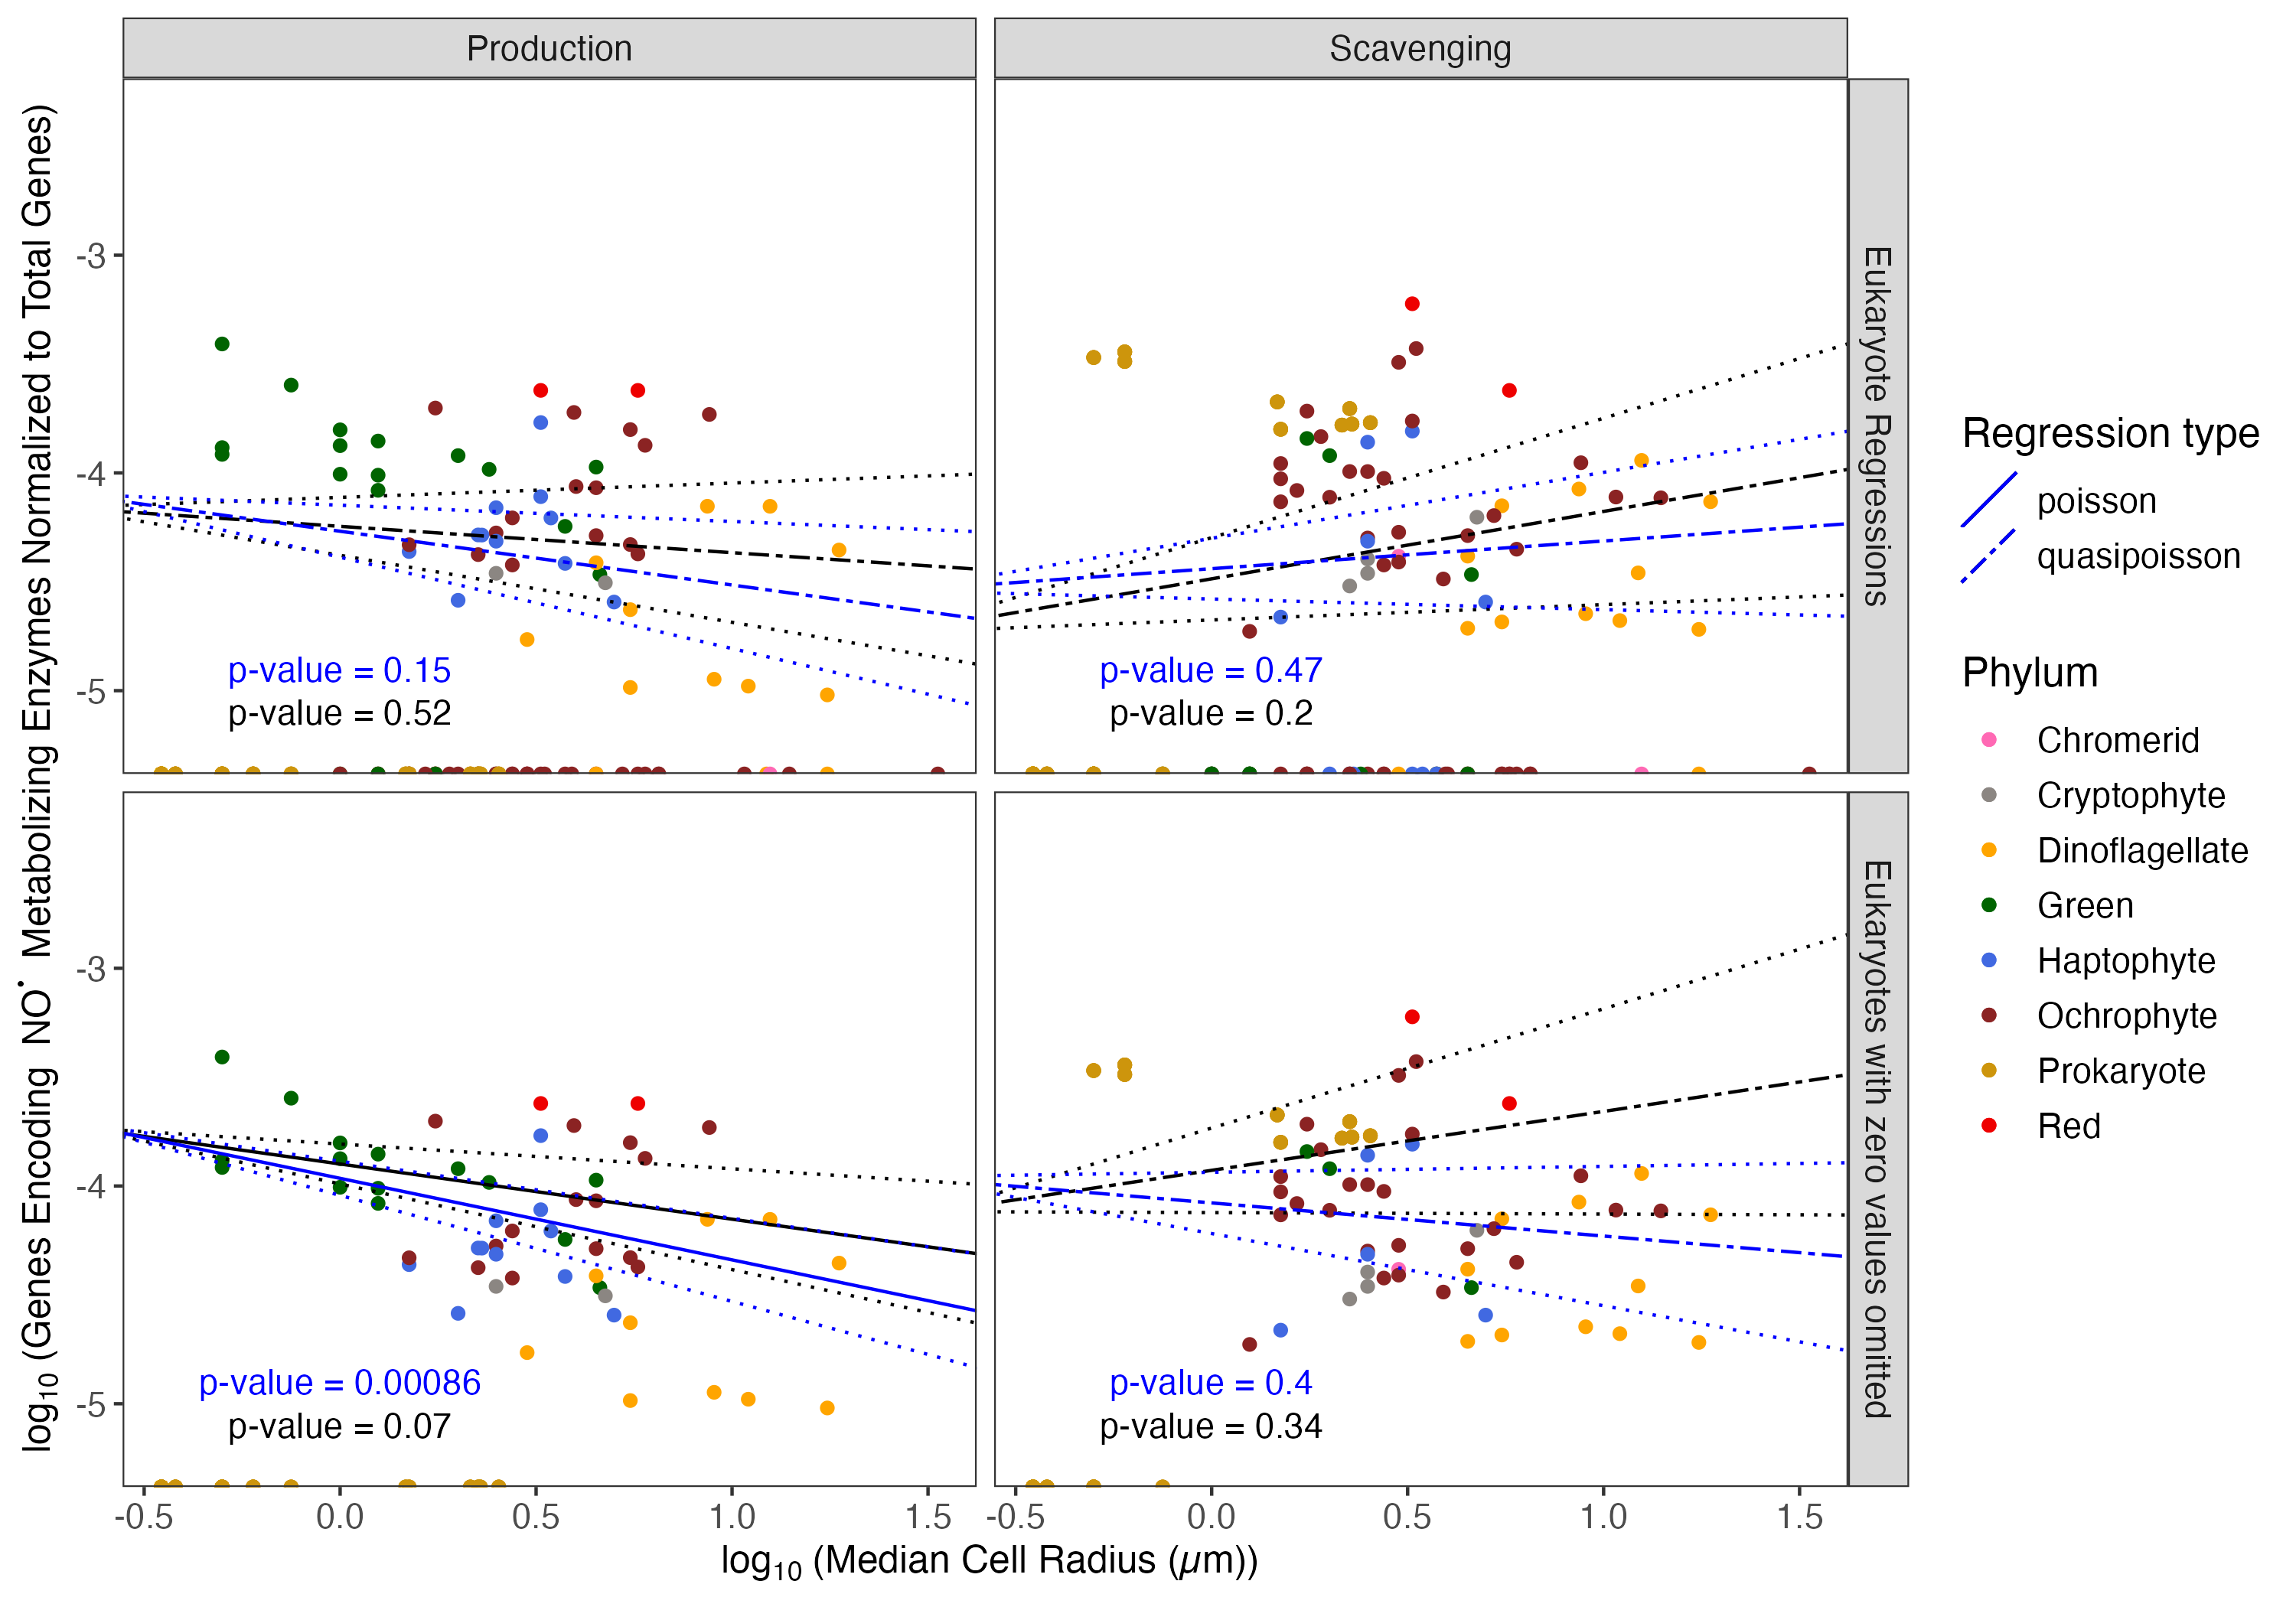 Production
Scavenging
log10 (Genes Encoding NO• Metabolizing Enzymes Normalized to Total Genes)
-3
-4
-5
p-value = 0.15
p-value = 0.52
p-value = 0.47
p-value = 0.2
Eukaryote Regressions
-3
-4
-5
p-value = 0.00086
p-value = 0.07
p-value = 0.4
p-value = 0.34
Eukaryotes with zero values omitted
-0.5 0.0 0.5 1.0 1.5
-0.5 0.0 0.5 1.0 1.5
log10 (Median Cell Radius (µm))
Regression type
poisson
quasipoisson
Phylum
Chromerid
Cryptophyte
Dinoflagellate
Green
Haptophyte
Ochrophyte
Prokaryote
Red